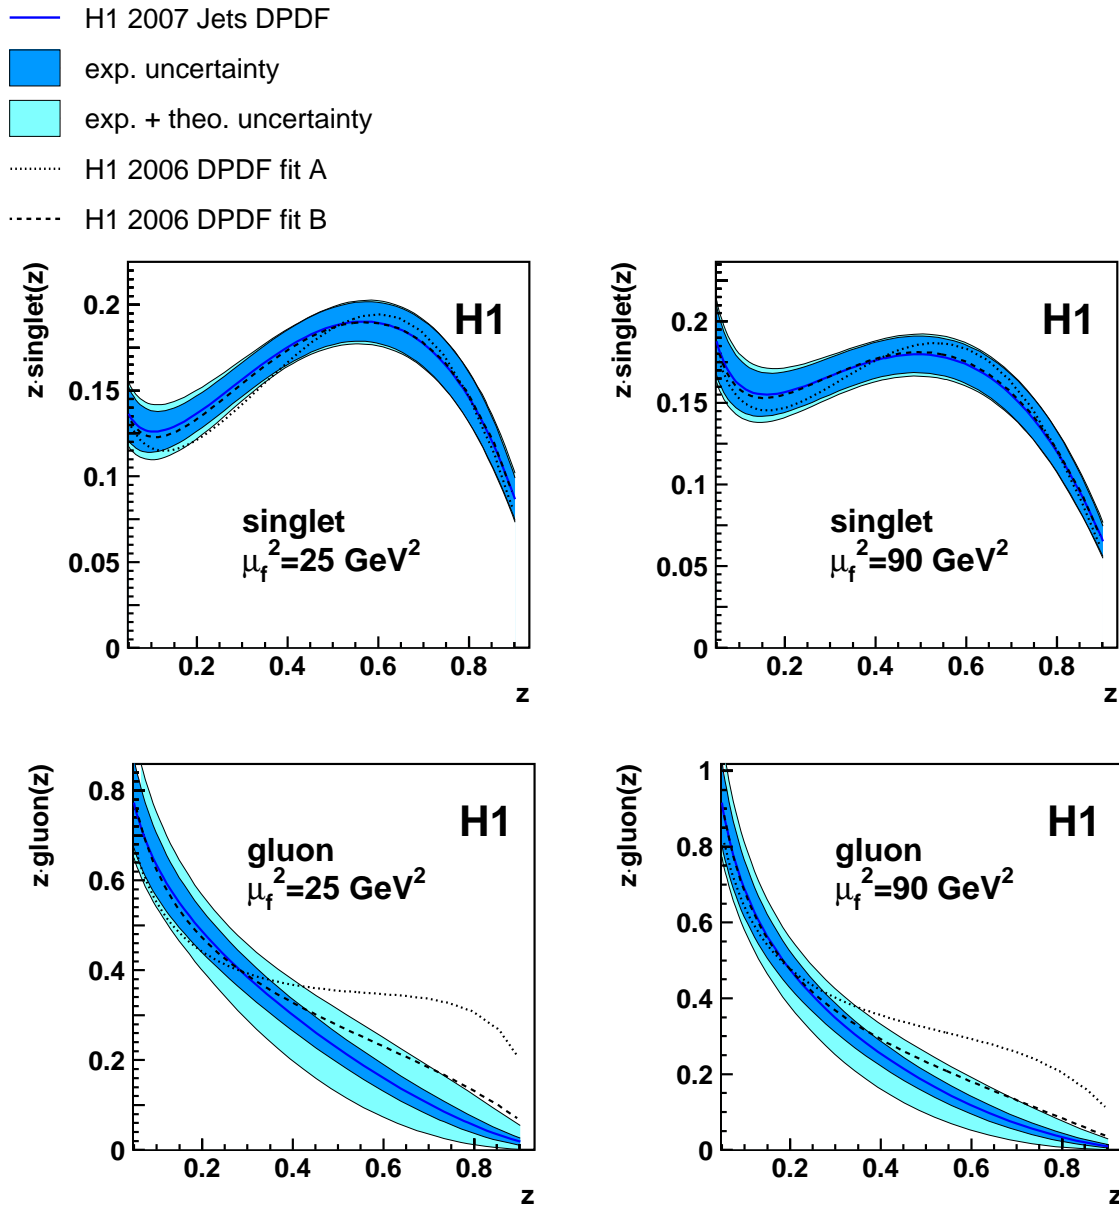 H1 2007 Jets DPDF
exp. uncertainty
exp. + theo. uncertainty
H1 2006 DPDF fit A
H1 2006 DPDF fit B
z·singlet(z)
0.2
0.15
0.1
0.05
0
H1
singlet
μf²=25 GeV²
0.2 0.4 0.6 0.8
z
z·singlet(z)
0.2
0.15
0.1
0.05
0
H1
singlet
μf²=90 GeV²
0.2 0.4 0.6 0.8
z
z·gluon(z)
0.8
0.6
0.4
0.2
0
H1
gluon
μf²=25 GeV²
0.2 0.4 0.6 0.8
z
z·gluon(z)
1
0.8
0.6
0.4
0.2
0
H1
gluon
μf²=90 GeV²
0.2 0.4 0.6 0.8
z